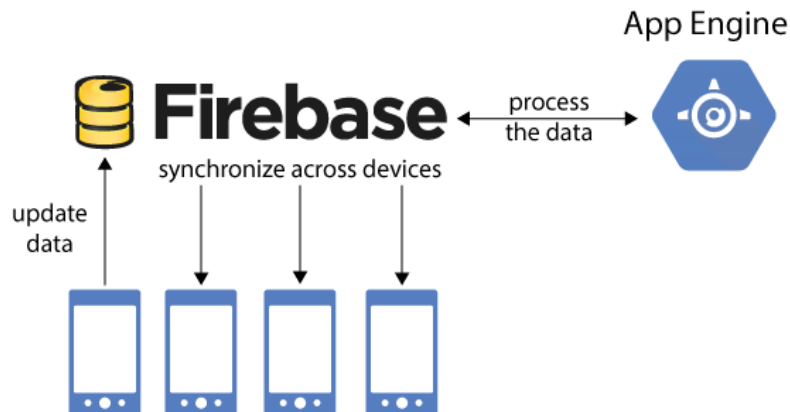 App Engine
Firebase
process
the data
synchronize across devices
update
data